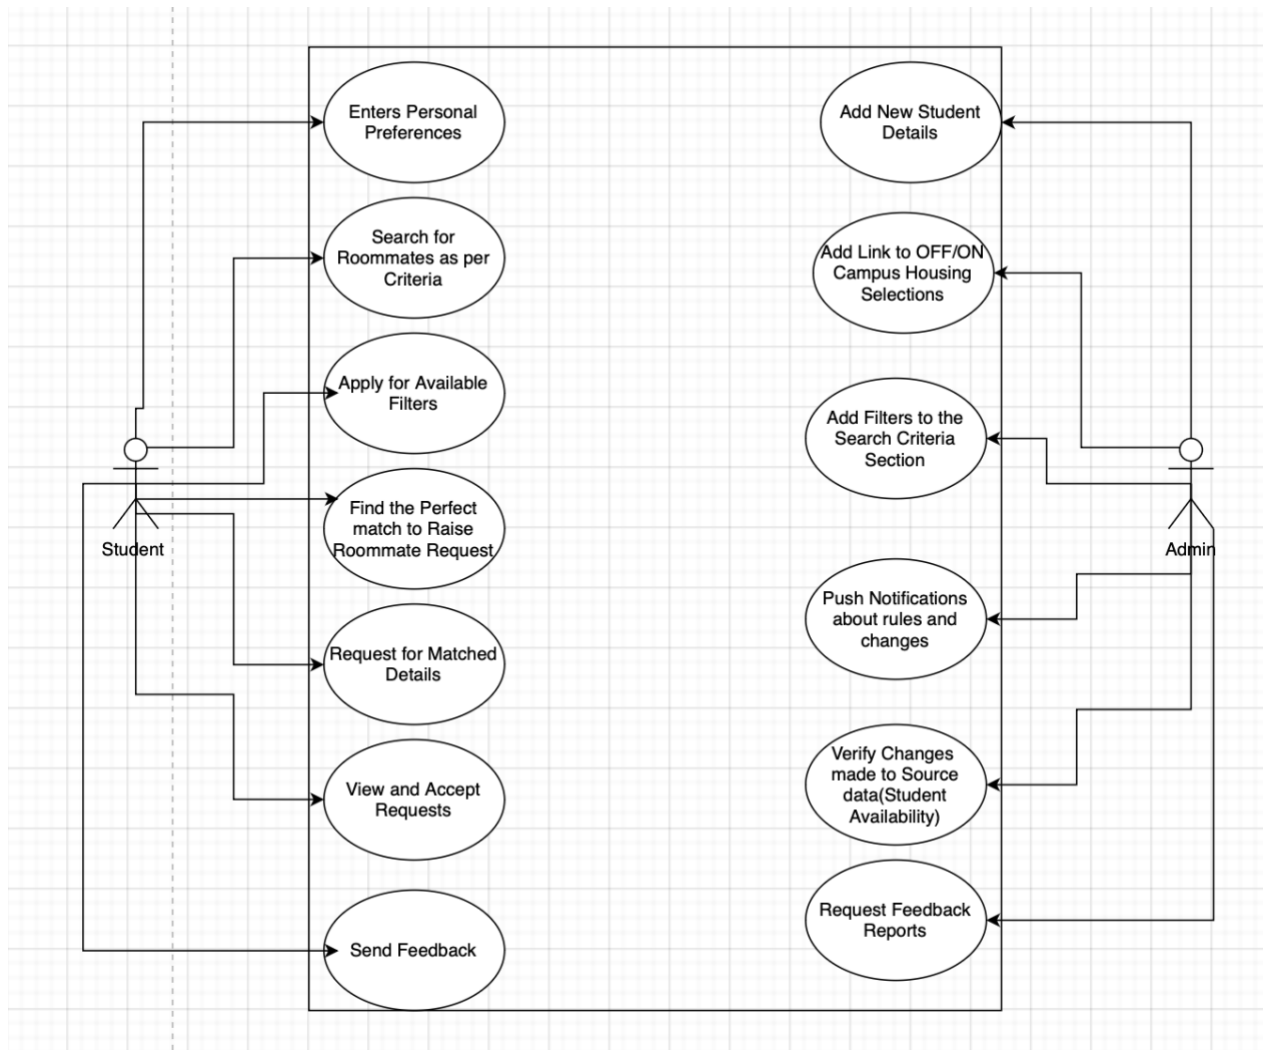 Enters Personal
Preferences
Search for
Roommates as per
Criteria
Apply for Available
Filters
Find the Perfect
match to Raise
Roommate Request
Request for Matched
Details
View and Accept
Requests
Send Feedback
Student
Add New Student
Details
Add Link to OFF/ON
Campus Housing
Selections
Add Filters to the
Search Criteria
Section
Push Notifications
about rules and
changes
Verify Changes
made to Source
data(Student
Availability)
Request Feedback
Reports
Admin